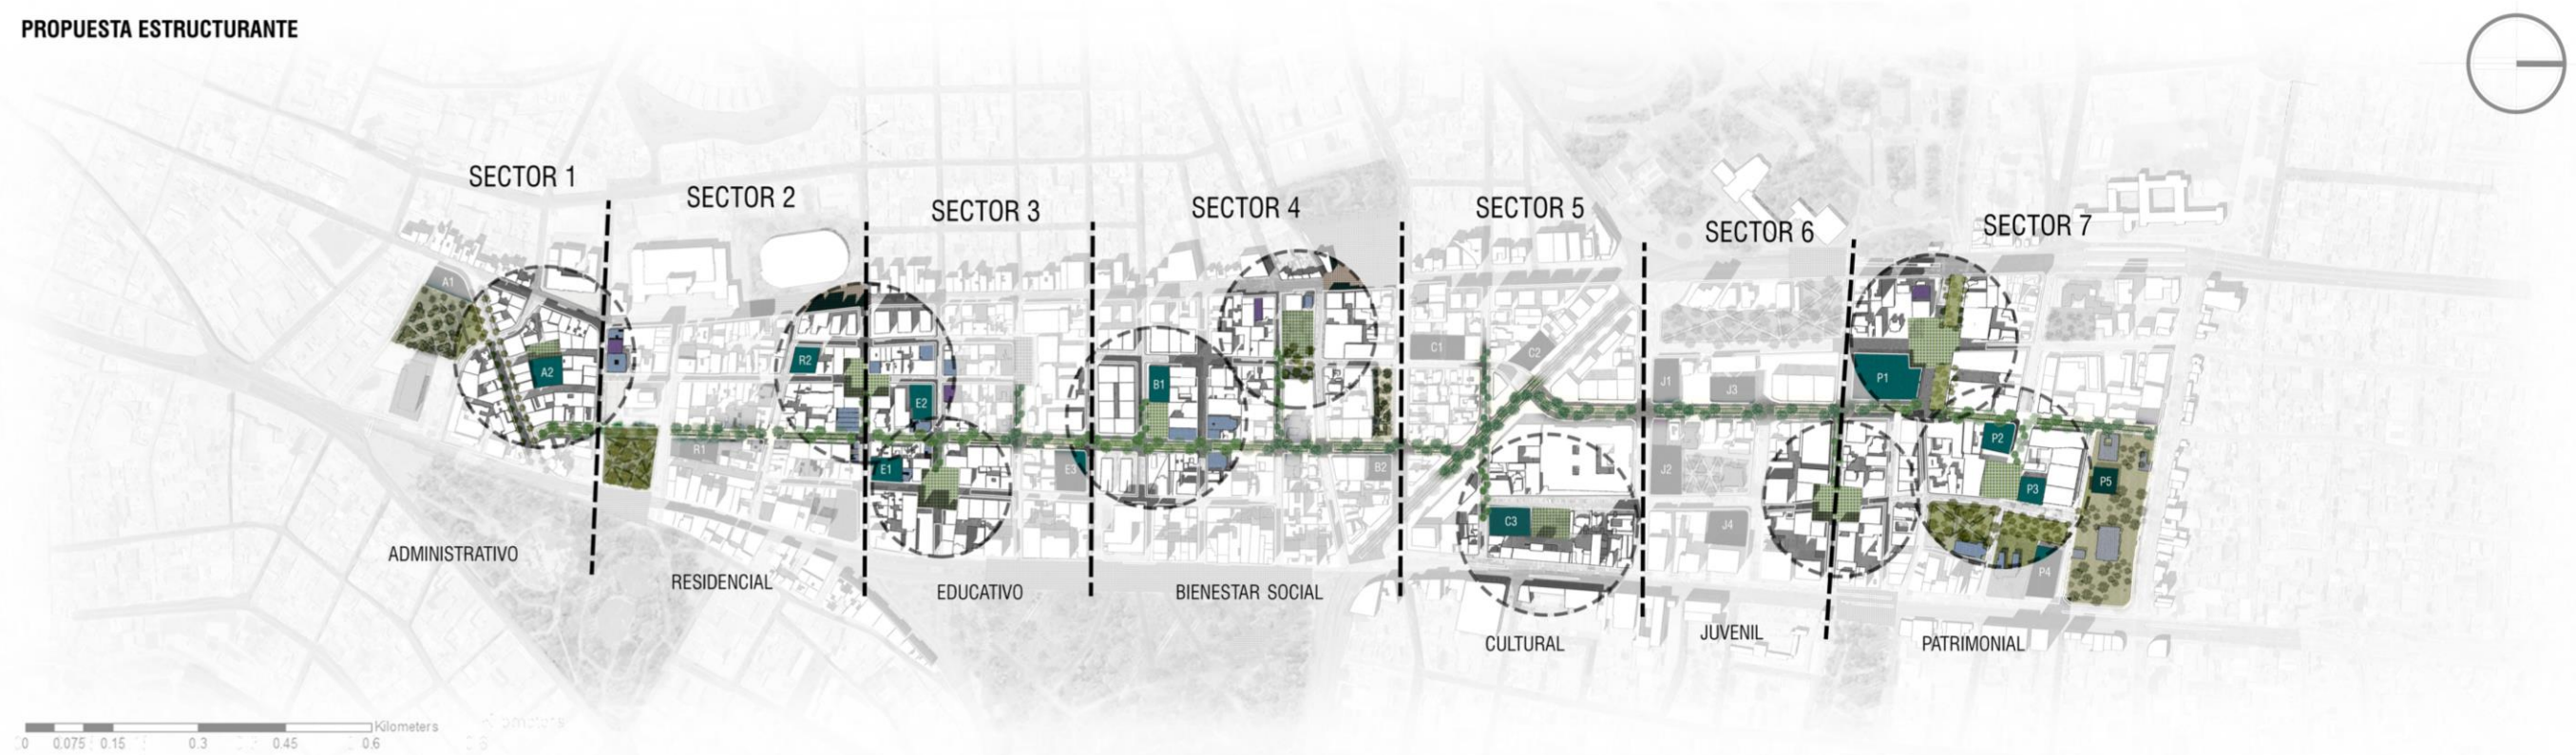 PROPUESTA ESTRUCTURANTE
SECTOR 1
SECTOR 2
SECTOR 3
SECTOR 4
SECTOR 5
SECTOR 6
SECTOR 7
A1
A2
R2
R1
E2
E1
E3
B1
B2
C1
C2
C3
J1
J3
J2
J4
P1
P2
P3
P5
P4
ADMINISTRATIVO
RESIDENCIAL
EDUCATIVO
BIENESTAR SOCIAL
CULTURAL
JUVENIL
PATRIMONIAL
Kilometers
0 0.075 0.15 0.3 0.45 0.6